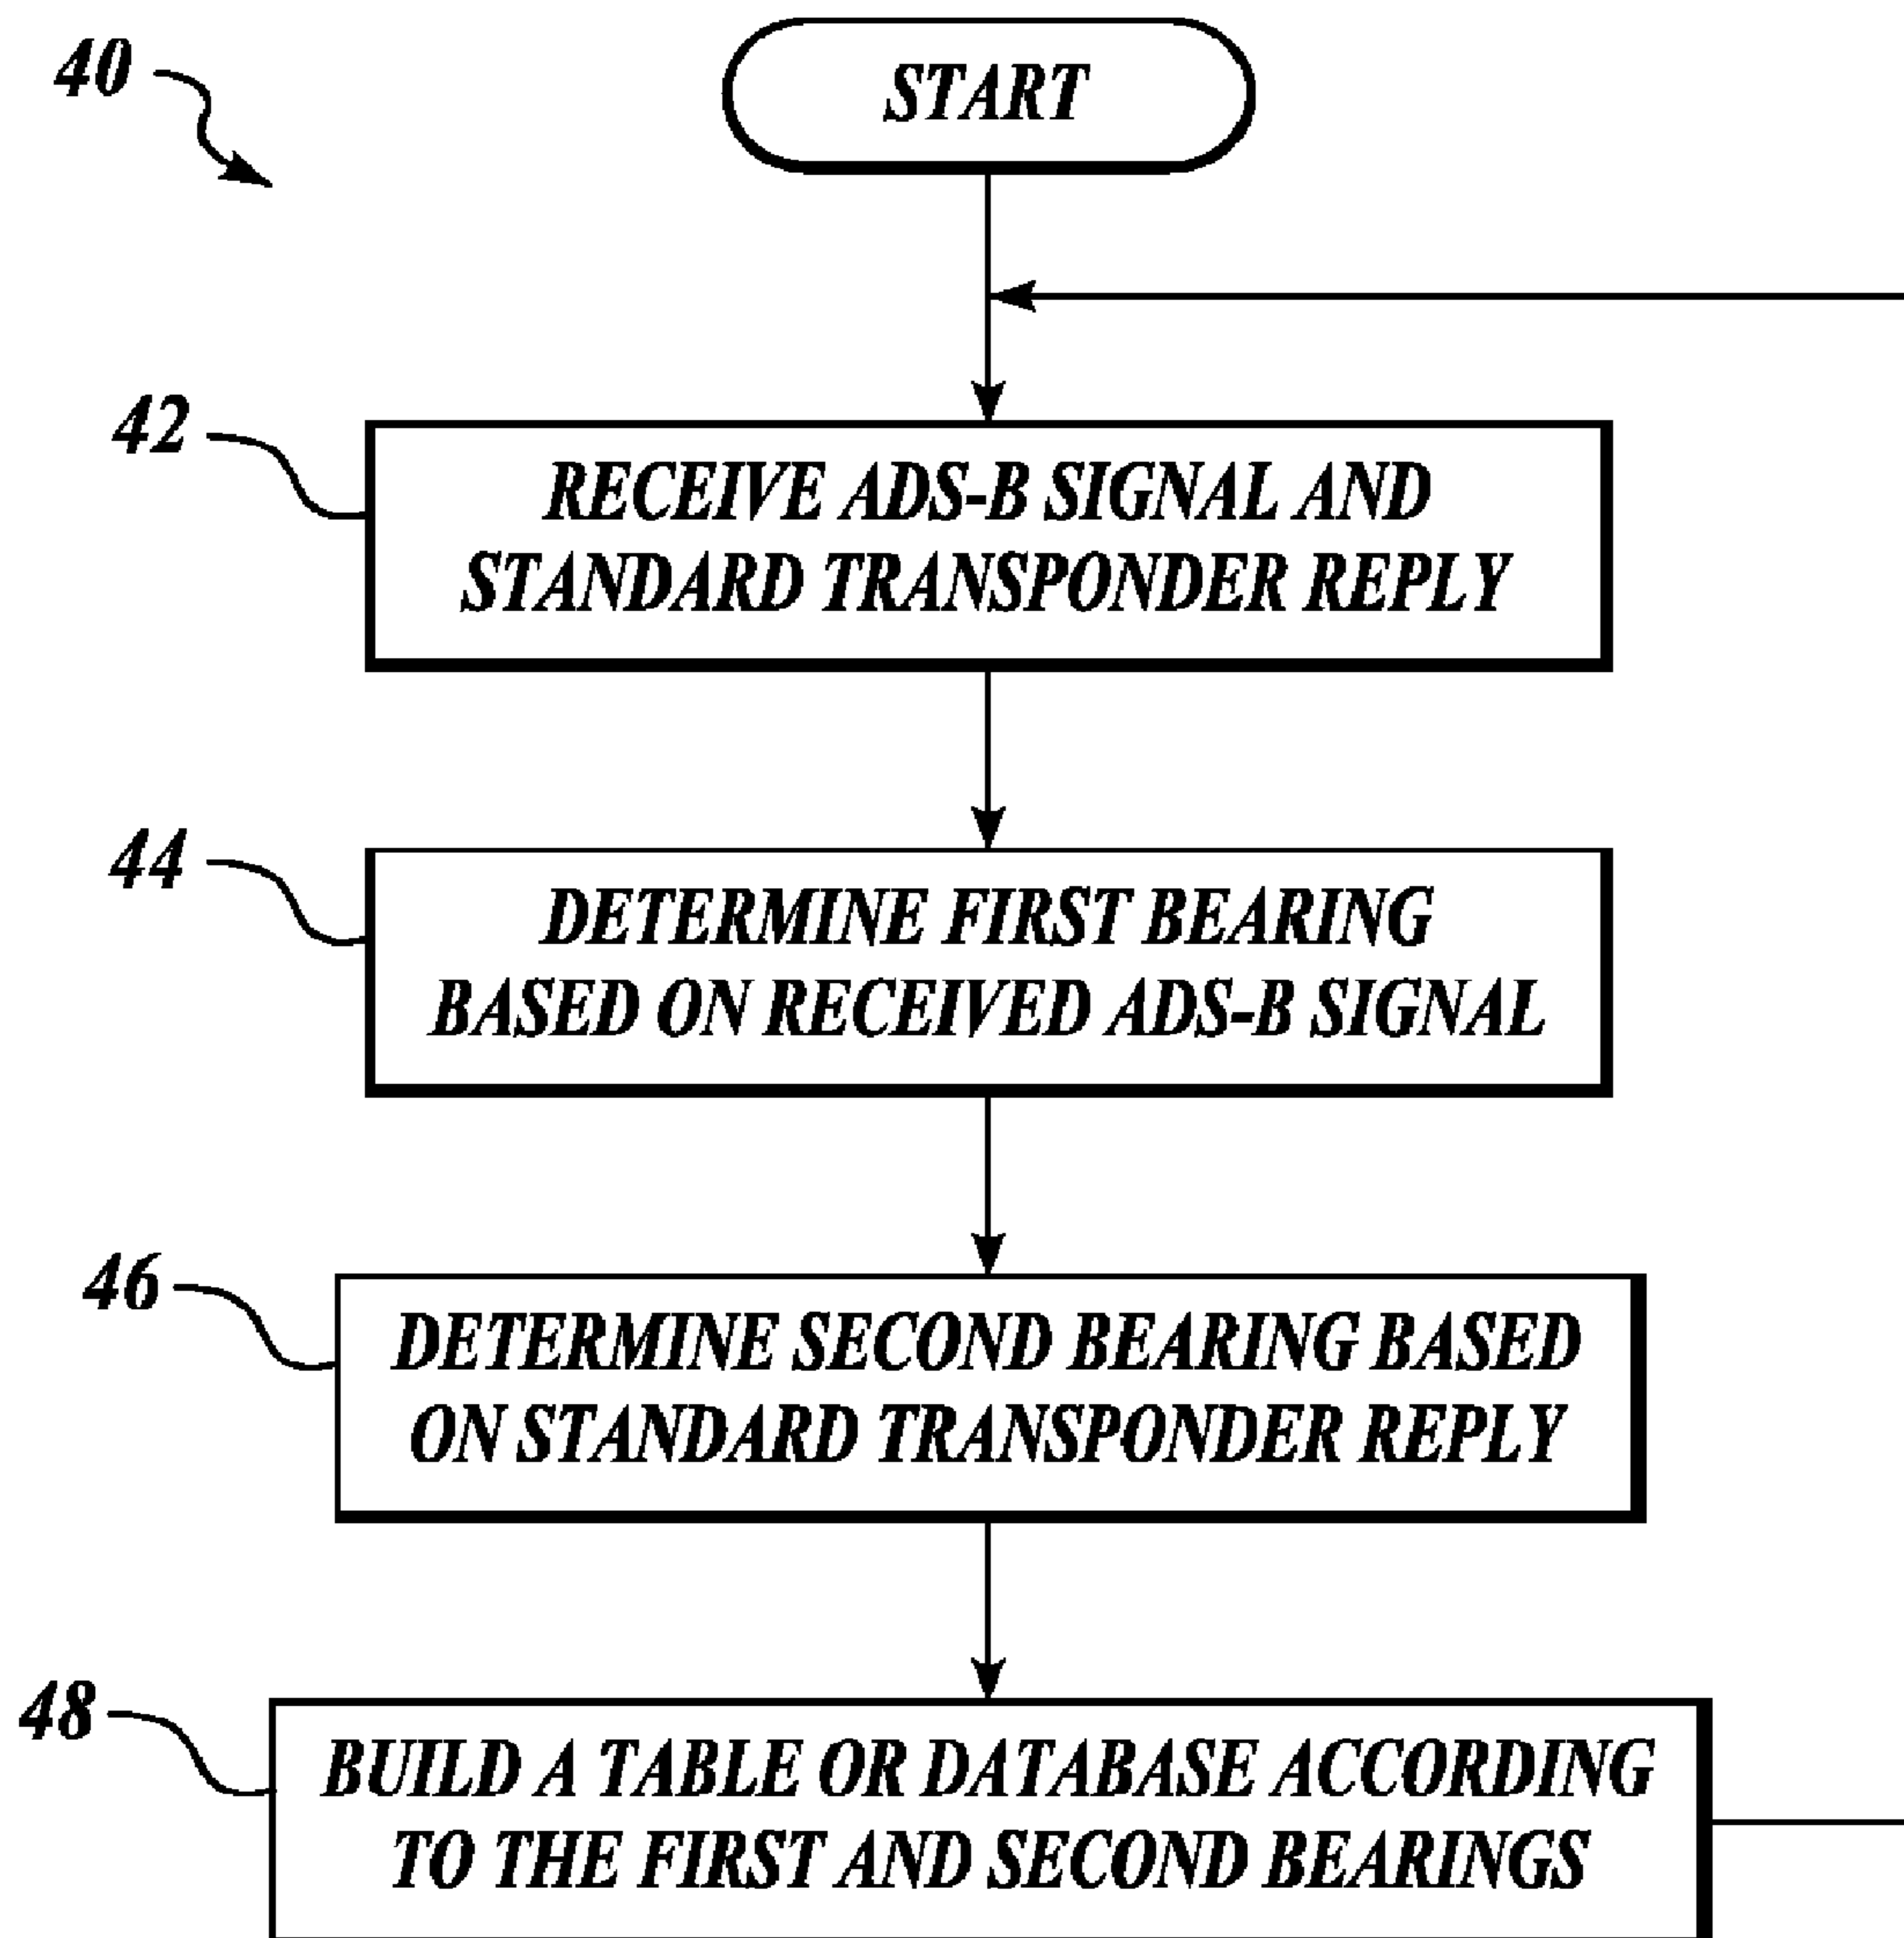 40
START
42
RECEIVE ADS-B SIGNAL AND
STANDARD TRANSPONDER REPLY
44
DETERMINE FIRST BEARING
BASED ON RECEIVED ADS-B SIGNAL
46
DETERMINE SECOND BEARING BASED
ON STANDARD TRANSPONDER REPLY
48
BUILD A TABLE OR DATABASE ACCORDING
TO THE FIRST AND SECOND BEARINGS